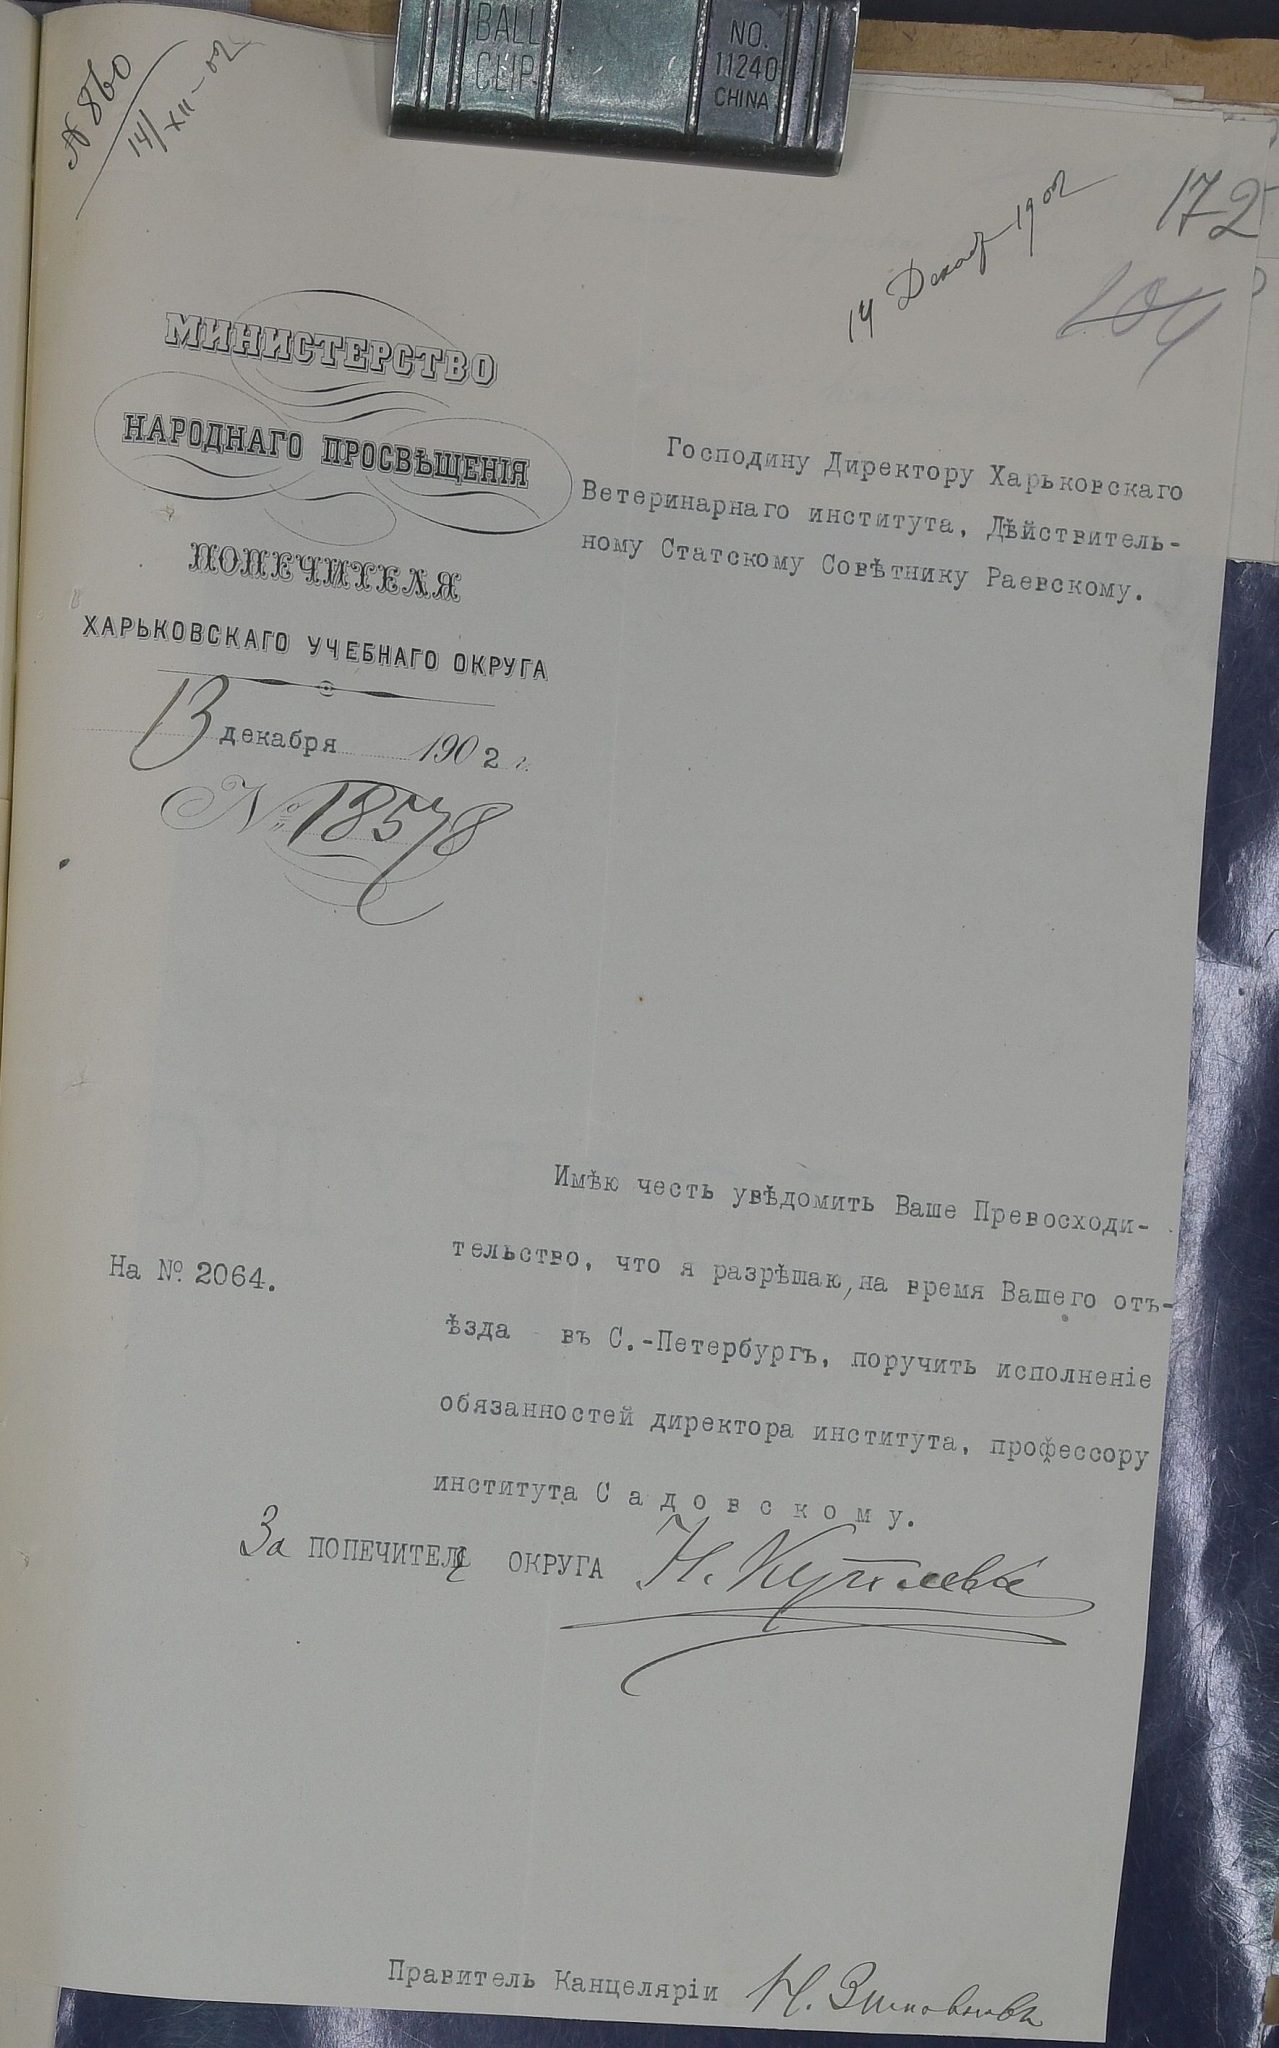 BALL
CLIP
NO.
11240
CHINA
№ 860
14/XII-02
14 Декаб 1902
172
104
МИНИСТЕРСТВО
НАРОДНАГО ПРОСВѢЩЕНІЯ
ПОПЕЧИТЕЛЯ
ХАРЬКОВСКАГО УЧЕБНАГО ОКРУГА
13 декабря 1902 г.
№ 18578
Господину Директору Харьковскаго
Ветеринарнаго института, Дѣйствитель-
ному Статскому Совѣтнику Раевскому.
Имѣю честь увѣдомить Ваше Превосходи-
тельство, что я разрѣшаю, на время Вашего отъ-
ѣзда въ С.-Петербургъ, поручить исполненіе
На № 2064.
обязанностей директора института, профессору
института Садовскому.
За ПОПЕЧИТЕЛЯ ОКРУГА Н.
Правитель Канцеляріи Н.